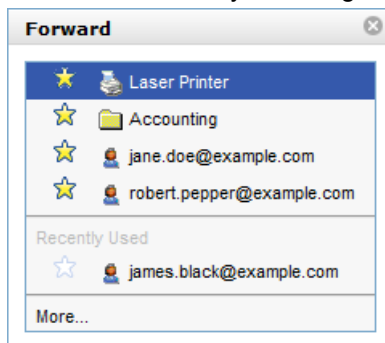 Forward
Laser Printer
Accounting
jane.doe@example.com
robert.pepper@example.com
Recently Used
james.black@example.com
More...